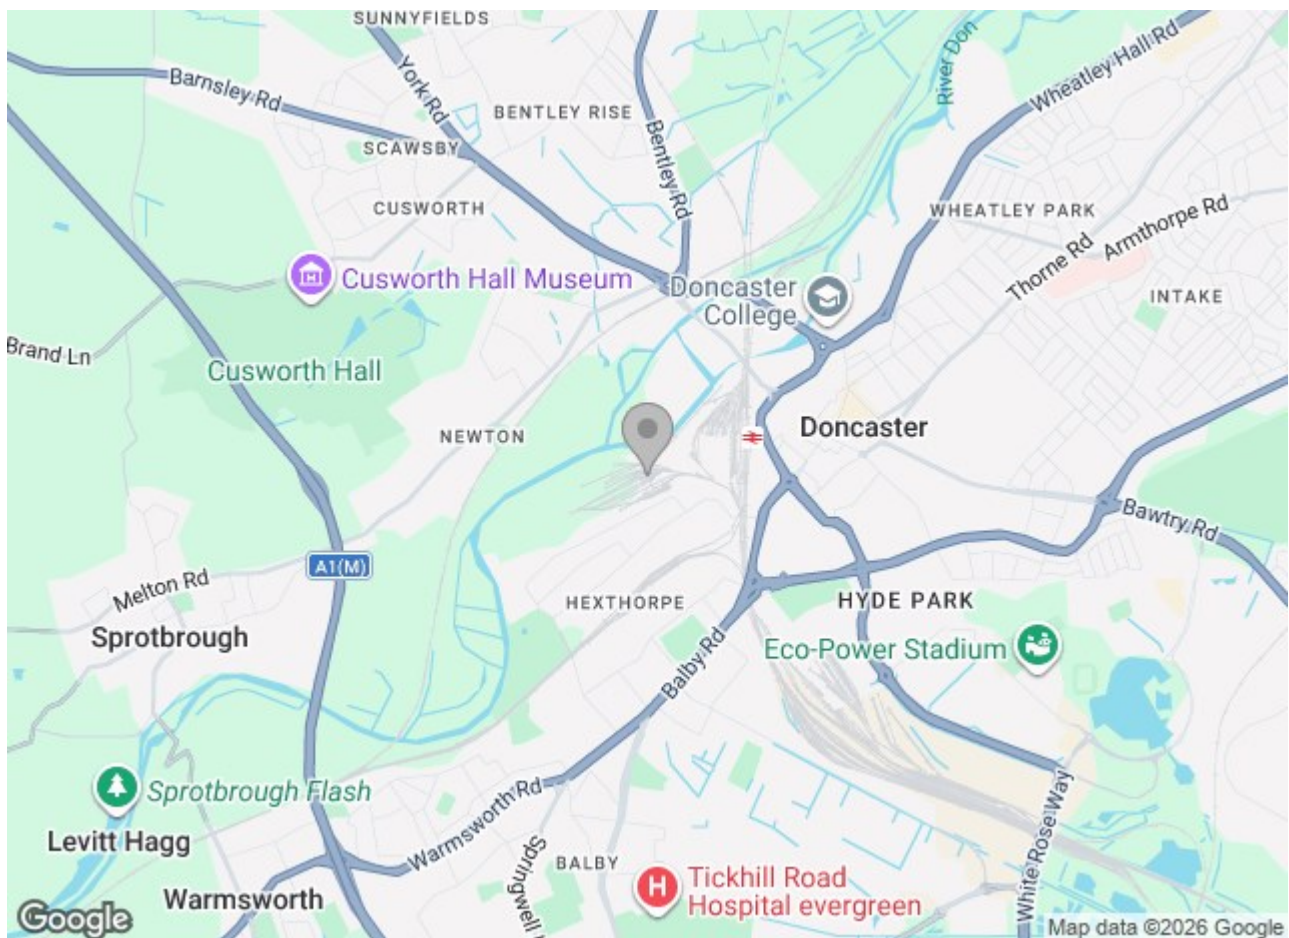 SUNNYFIELDS
River Don
Wheatley Hall Rd
York Rd
Barnsley Rd
BENTLEY RISE
Bentley Rd
SCAWSBY
CUSWORTH
WHEATLEY PARK
Armthorpe Rd
Thorne Rd
Cusworth Hall Museum
Doncaster
College
INTAKE
Brand Ln
Cusworth Hall
NEWTON
Doncaster
Bawtry Rd
A1(M)
Melton Rd
HEXTHORPE
HYDE PARK
Sprotbrough
Eco-Power Stadium
Balby Rd
Sprotbrough Flash
Levitt Hagg
Warmsworth Rd
White Rose Way
Springwell
BALBY
H
Tickhill Road
Hospital evergreen
Warmsworth
Google
Map data ©2026 Google